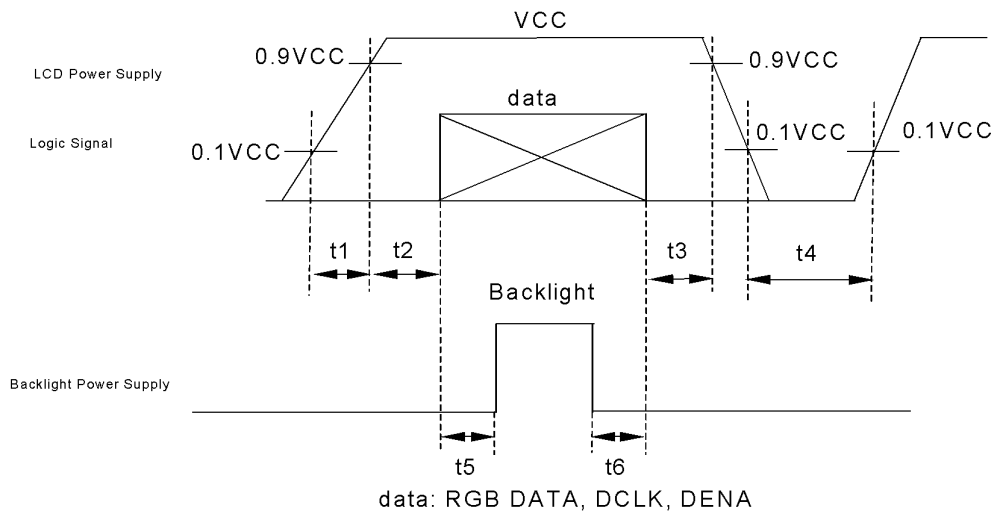 VCC
0.9VCC
0.9VCC
LCD Power Supply
data
Logic Signal
0.1VCC
0.1VCC
0.1VCC
t1
t2
t3
t4
Backlight
Backlight Power Supply
t5
t6
data: RGB DATA, DCLK, DENA